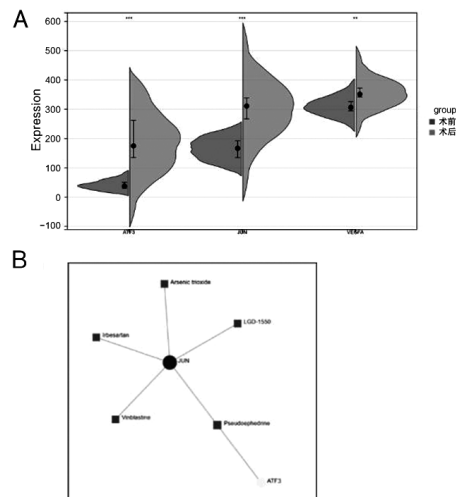 A
*** *** **
600
500
400
300
200
100
0
−100
Expression
ATF3 JUN VEGFA
group
术前
术后
B
Arsenic trioxide
LGD-1550
Irbesartan
JUN
Vinblastine
Pseudoephedrine
ATF3